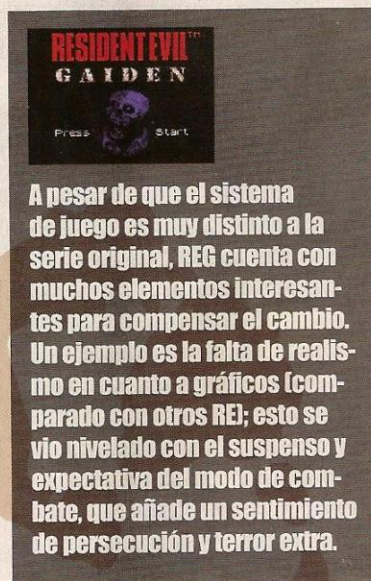 RESIDENT EVIL™
GAIDEN
Press Start
A pesar de que el sistema
de juego es muy distinto a la
serie original, REG cuenta con
muchos elementos interesan-
tes para compensar el cambio.
Un ejemplo es la falta de realis-
mo en cuanto a gráficos (com-
parado con otros RE); esto se
vio nivelado con el suspenso y
expectativa del modo de com-
bate, que añade un sentimiento
de persecución y terror extra.